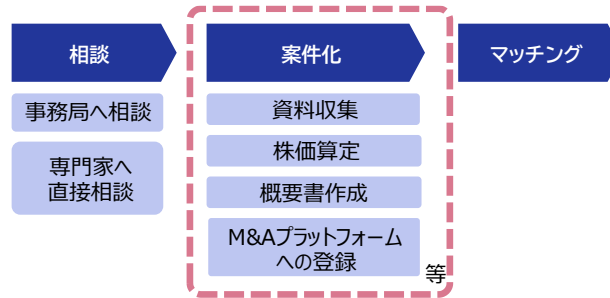 相談
事務局へ相談
専門家へ
直接相談
案件化
資料収集
株価算定
概要書作成
M&Aプラットフォーム
への登録
等
マッチング